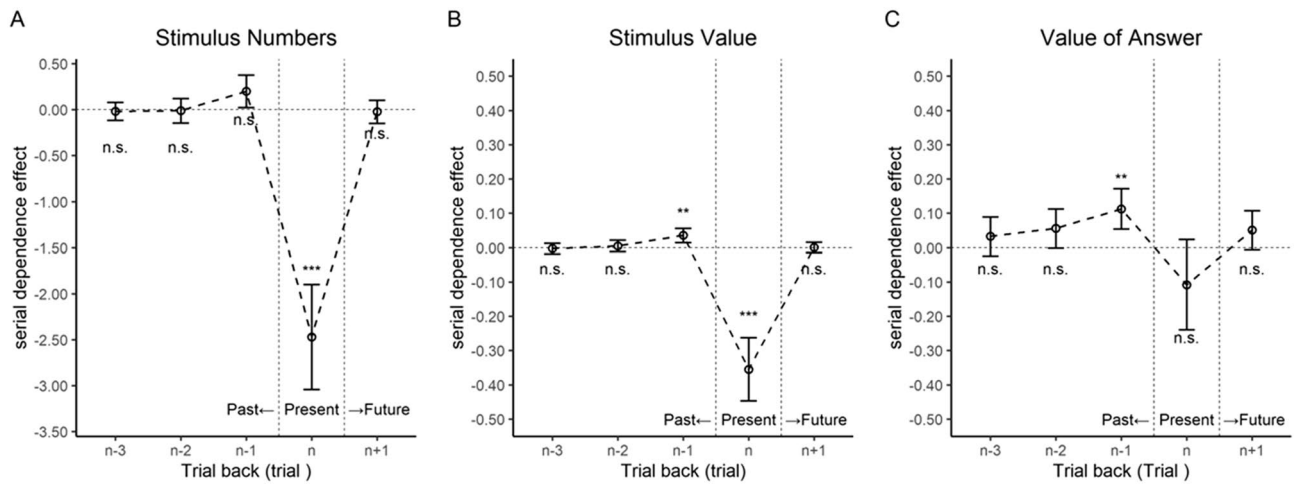 A
Stimulus Numbers
serial dependence effect
0.50
0.00
-0.50
-1.00
-1.50
-2.00
-2.50
-3.00
-3.50
n.s.
n.s.
n.s.
***
n.s.
Past← Present →Future
n-3 n-2 n-1 n n+1
Trial back (trial )
B
Stimulus Value
serial dependence effect
0.50
0.40
0.30
0.20
0.10
0.00
-0.10
-0.20
-0.30
-0.40
-0.50
n.s.
n.s.
**
***
n.s.
Past← Present →Future
n-3 n-2 n-1 n n+1
Trial back (trial)
C
Value of Answer
serial dependence effect
0.50
0.40
0.30
0.20
0.10
0.00
-0.10
-0.20
-0.30
-0.40
-0.50
n.s.
n.s.
**
n.s.
n.s.
Past← Present →Future
n-3 n-2 n-1 n n+1
Trial back (Trial )